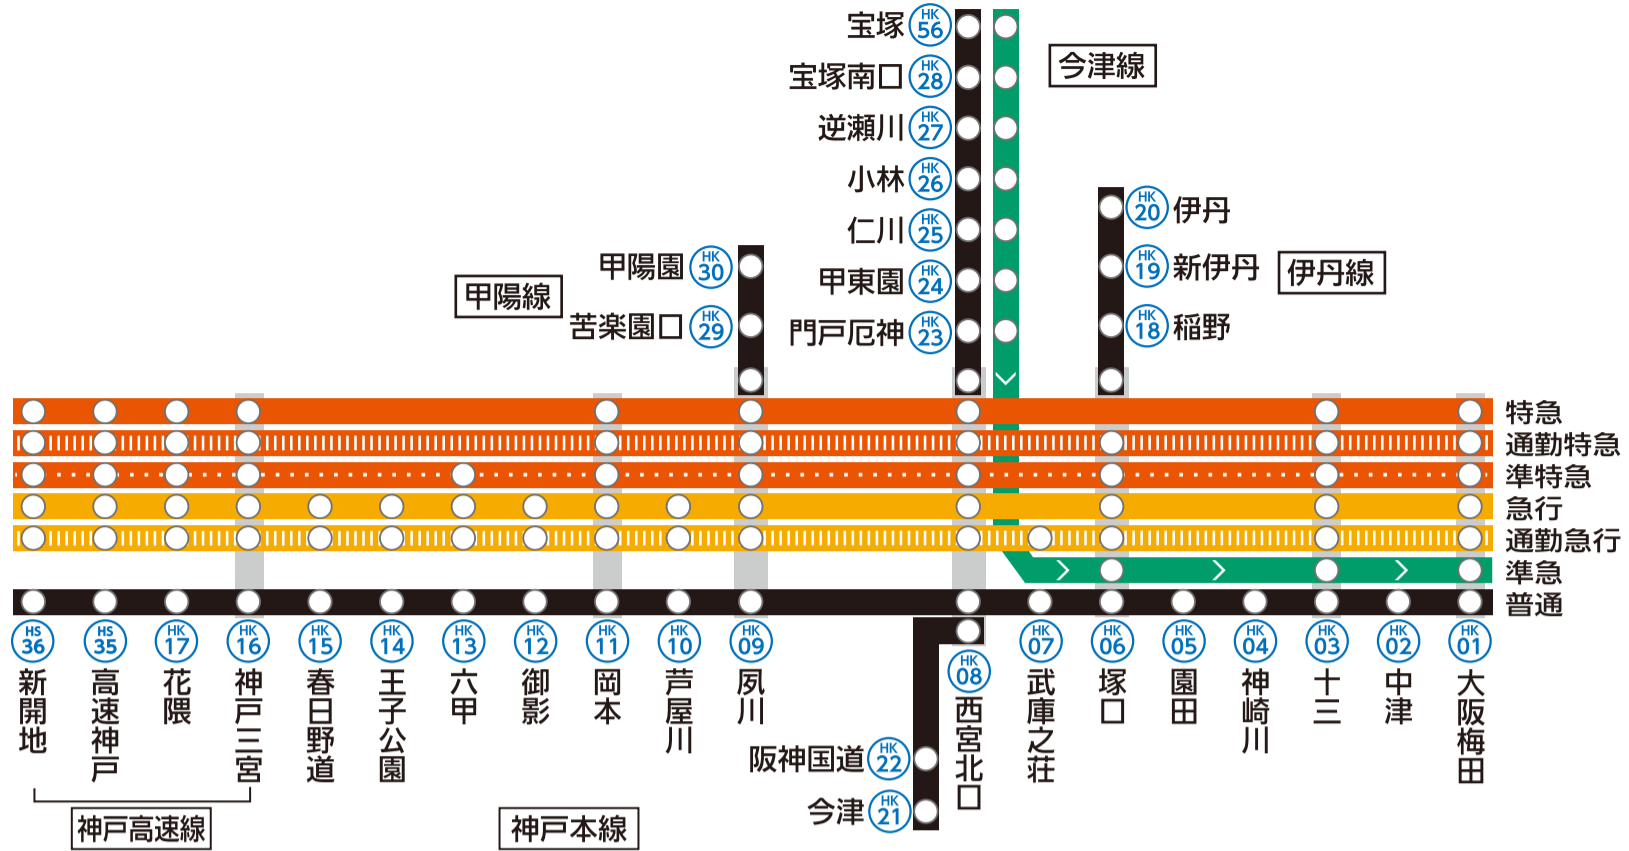 宝塚 HK 56
宝塚南口 HK 28
逆瀬川 HK 27
小林 HK 26
仁川 HK 25
甲東園 HK 24
門戸厄神 HK 23
今津線
HK 20 伊丹
HK 19 新伊丹
HK 18 稲野
伊丹線
甲陽園 HK 30
苦楽園口 HK 29
甲陽線
特急
通勤特急
準特急
急行
通勤急行
準急
普通
HS 36 新開地
HS 35 高速神戸
HK 17 花隈
HK 16 神戸三宮
HK 15 春日野道
HK 14 王子公園
HK 13 六甲
HK 12 御影
HK 11 岡本
HK 10 芦屋川
HK 09 夙川
HK 08 西宮北口
HK 07 武庫之荘
HK 06 塚口
HK 05 園田
HK 04 神崎川
HK 03 十三
HK 02 中津
HK 01 大阪梅田
阪神国道 HK 22
今津 HK 21
神戸高速線
神戸本線